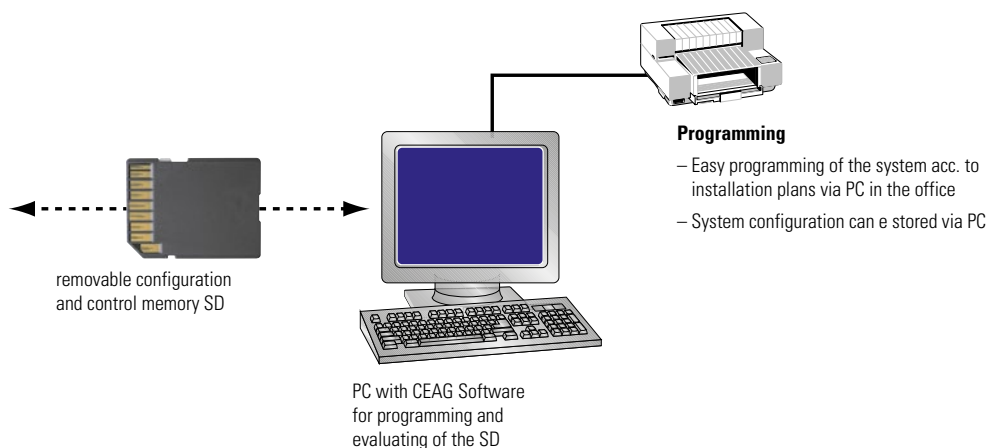 Programming
– Easy programming of the system acc. to
installation plans via PC in the office
– System configuration can e stored via PC
removable configuration
and control memory SD
PC with CEAG Software
for programming and
evaluating of the SD